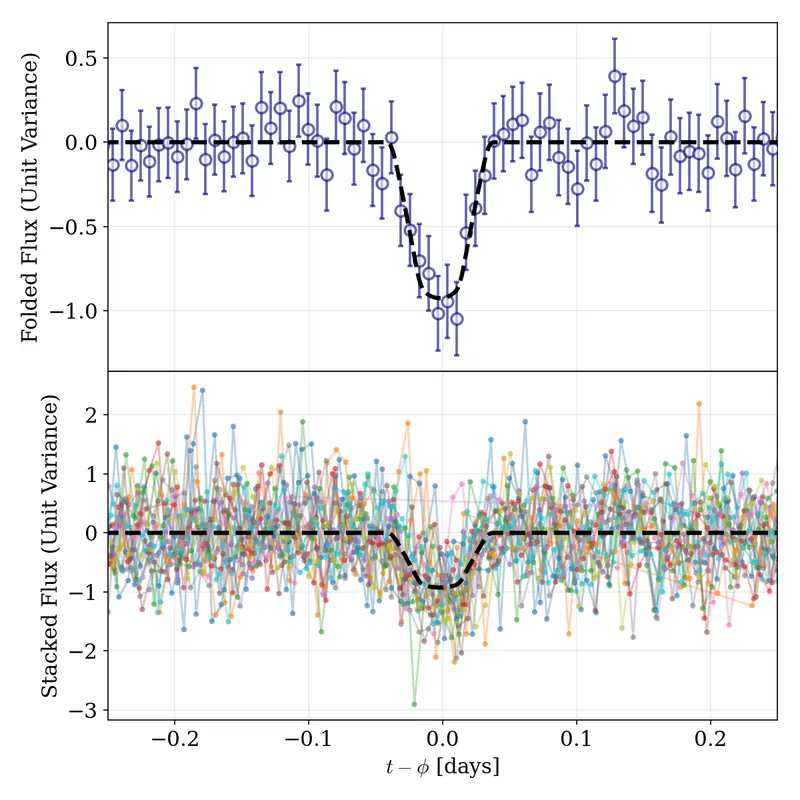 Folded Flux (Unit Variance)
0.5
0.0
−0.5
−1.0
Stacked Flux (Unit Variance)
2
1
0
−1
−2
−3
−0.2 −0.1 0.0 0.1 0.2
t − ϕ [days]